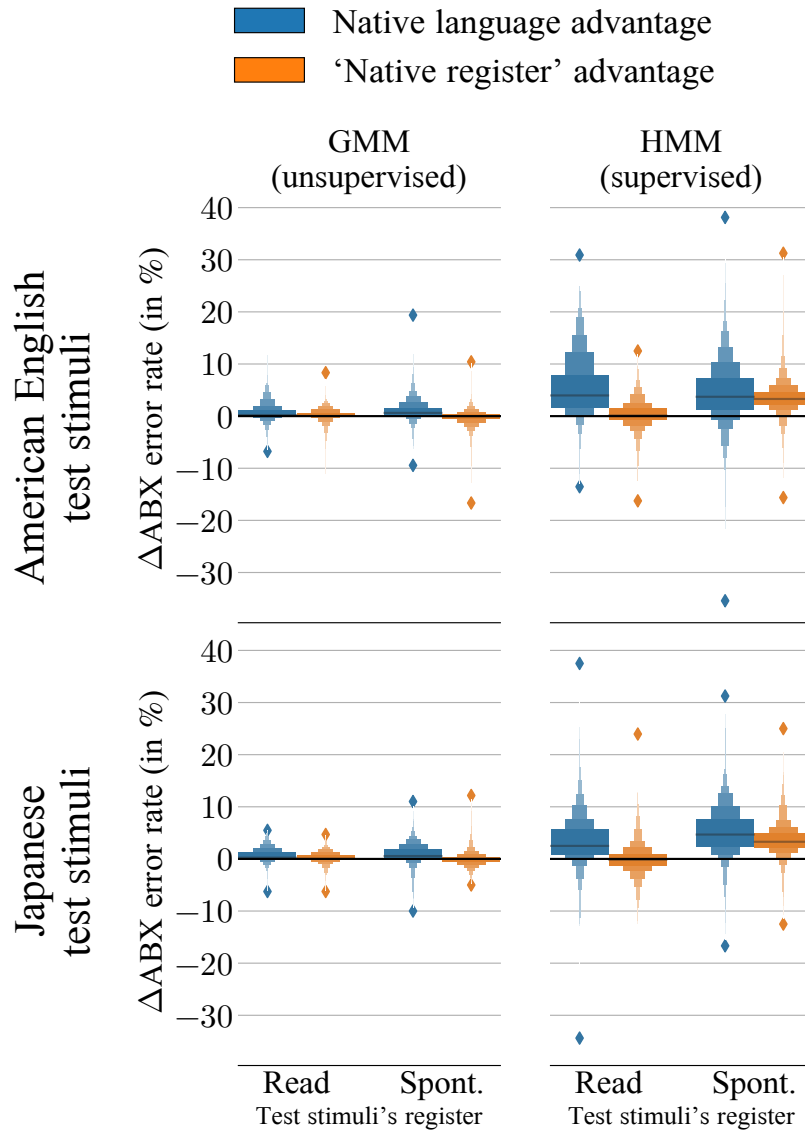 Native language advantage
‘Native register’ advantage
GMM
(unsupervised)
HMM
(supervised)
American English
test stimuli
ΔABX error rate (in %)
40
30
20
10
0
−10
−20
−30
Japanese
test stimuli
ΔABX error rate (in %)
40
30
20
10
0
−10
−20
−30
Read
Spont.
Test stimuli’s register
Read
Spont.
Test stimuli’s register